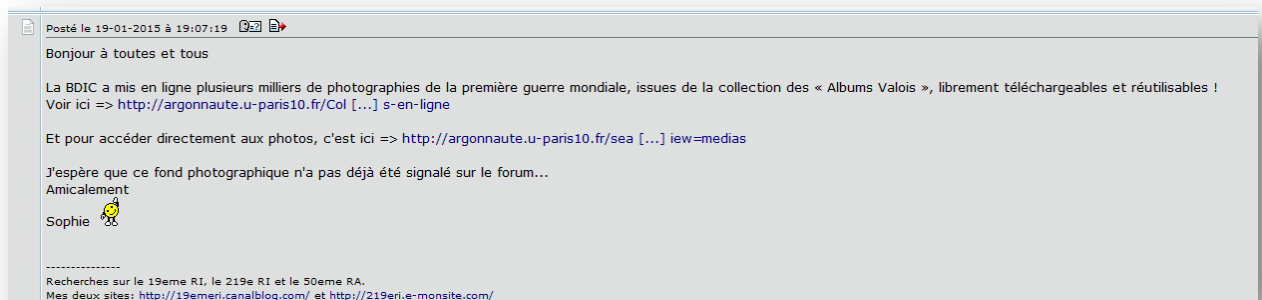 Posté le 19-01-2015 à 19:07:19
Bonjour à toutes et tous
La BDIC a mis en ligne plusieurs milliers de photographies de la première guerre mondiale, issues de la collection des « Albums Valois », librement téléchargeables et réutilisables !
Voir ici => http://argonnaute.u-paris10.fr/Col [...] s-en-ligne
Et pour accéder directement aux photos, c'est ici => http://argonnaute.u-paris10.fr/sea [...] iew=medias
J'espère que ce fond photographique n'a pas déjà été signalé sur le forum...
Amicalement
Sophie
---------------
Recherches sur le 19eme RI, le 219e RI et le 50eme RA.
Mes deux sites: http://19emeri.canalblog.com/ et http://219eri.e-monsite.com/